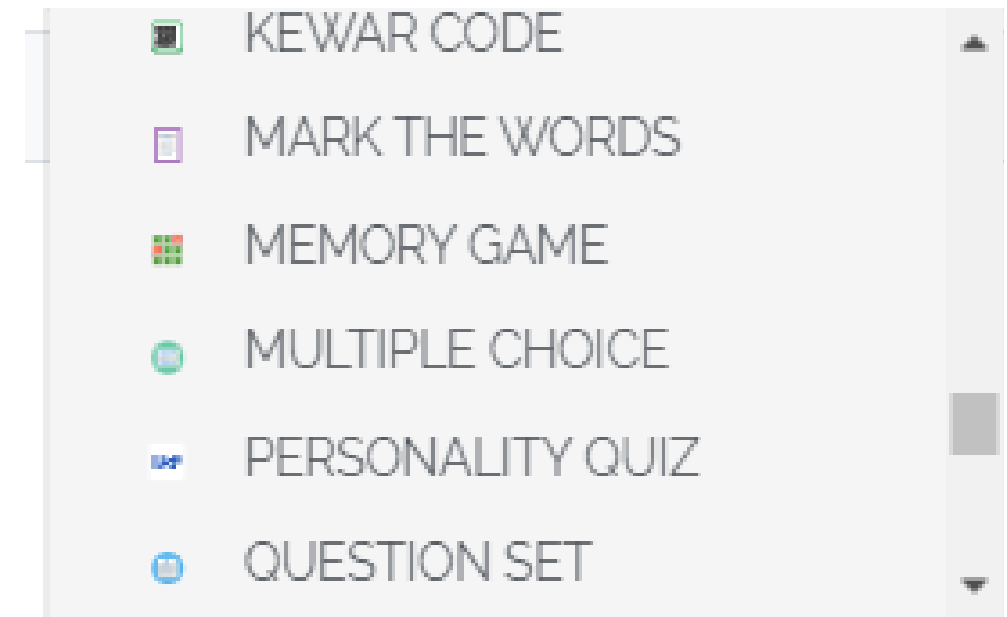 KEWAR CODE
MARK THE WORDS
MEMORY GAME
MULTIPLE CHOICE
PERSONALITY QUIZ
QUESTION SET